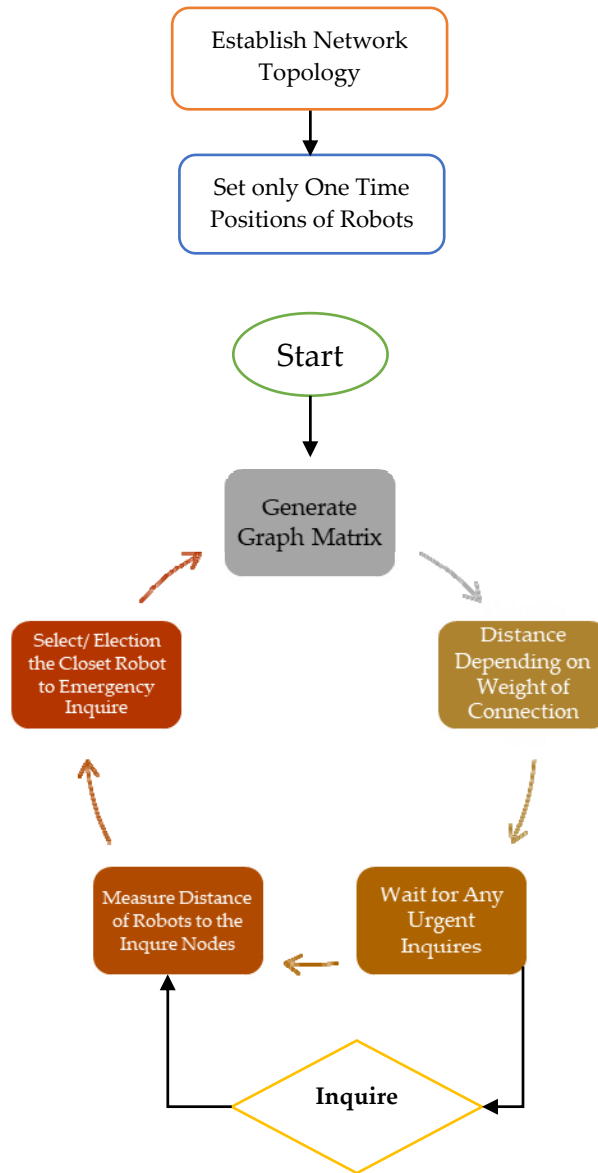 Establish Network
Topology
Set only One Time
Positions of Robots
Start
Generate
Graph Matrix
Distance
Depending on
Weight of
Connection
Select/ Election
the Closet Robot
to Emergency
Inquire
Measure Distance
of Robots to the
Inqure Nodes
Wait for Any
Urgent
Inquires
Inquire